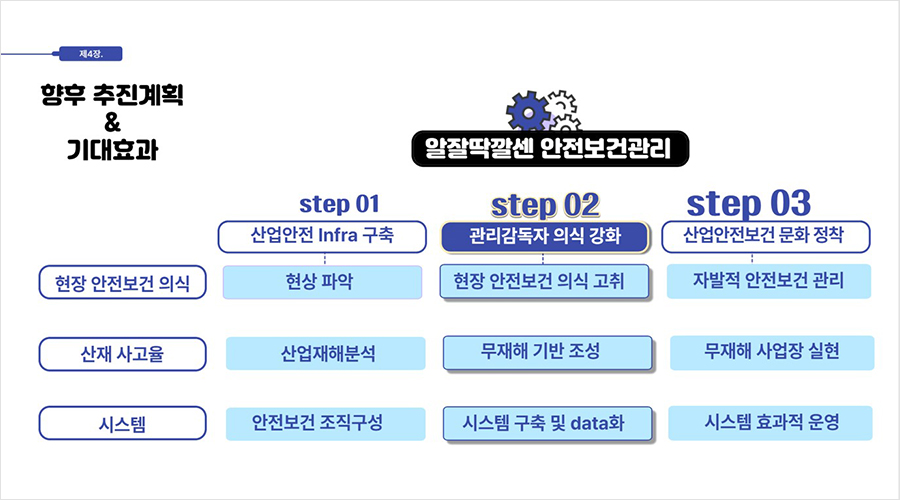 제4장.
향후 추진계획
&
기대효과
알잘딱깔센 안전보건관리
step 01
step 02
step 03
산업안전 Infra 구축
관리감독자 의식 강화
산업안전보건 문화 정착
현장 안전보건 의식
현상 파악
현장 안전보건 의식 고취
자발적 안전보건 관리
산재 사고율
산업재해분석
무재해 기반 조성
무재해 사업장 실현
시스템
안전보건 조직구성
시스템 구축 및 data화
시스템 효과적 운영